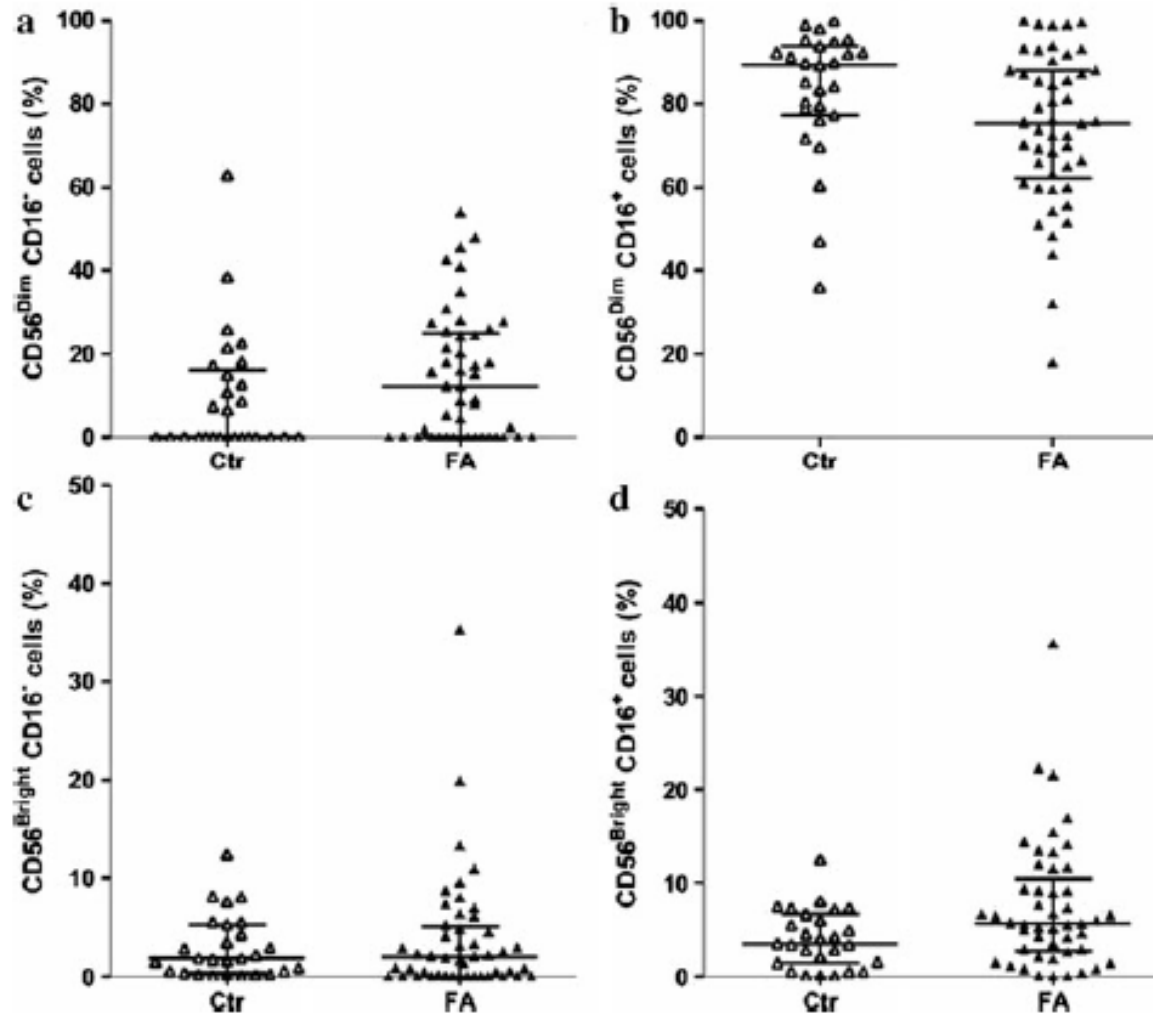 a
CD56Dim CD16- cells (%)
100
80
60
40
20
0
Ctr FA
b
CD56Dim CD16+ cells (%)
100
80
60
40
20
0
Ctr FA
c
CD56Bright CD16- cells (%)
50
40
30
20
10
0
Ctr FA
d
CD56Bright CD16+ cells (%)
50
40
30
20
10
0
Ctr FA